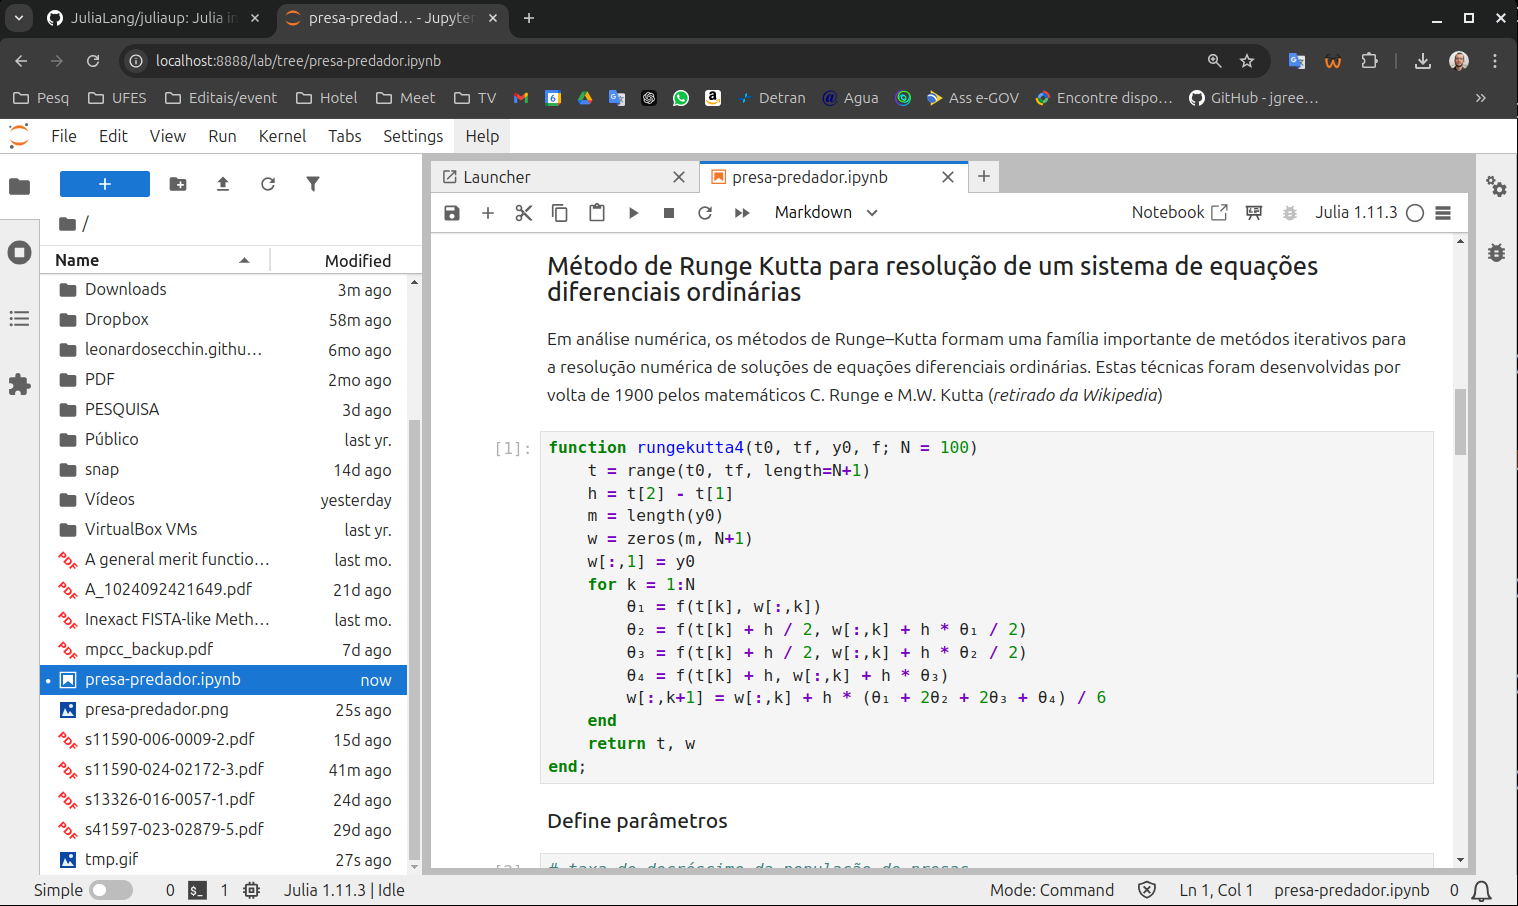 JuliaLang/juliaup: Julia in
presa-predad… - Jupyter
localhost:8888/lab/tree/presa-predador.ipynb
Pesq UFES Editais/event Hotel Meet TV Detran Agua Ass e-GOV Encontre dispo… GitHub - jgree… »
File Edit View Run Kernel Tabs Settings Help
Launcher
presa-predador.ipynb
Markdown Notebook Julia 1.11.3
/
Name Modified
Downloads 3m ago
Dropbox 58m ago
leonardosecchin.githu… 6mo ago
PDF 2mo ago
PESQUISA 3d ago
Público last yr.
snap 14d ago
Vídeos yesterday
VirtualBox VMs last yr.
A general merit functio… last mo.
A_1024092421649.pdf 21d ago
Inexact FISTA-like Meth… last mo.
mpcc_backup.pdf 7d ago
presa-predador.ipynb now
presa-predador.png 25s ago
s11590-006-0009-2.pdf 15d ago
s11590-024-02172-3.pdf 41m ago
s13326-016-0057-1.pdf 24d ago
s41597-023-02879-5.pdf 29d ago
tmp.gif 27s ago
Método de Runge Kutta para resolução de um sistema de equações
diferenciais ordinárias
Em análise numérica, os métodos de Runge–Kutta formam uma família importante de metódos iterativos para
a resolução numérica de soluções de equações diferenciais ordinárias. Estas técnicas foram desenvolvidas por
volta de 1900 pelos matemáticos C. Runge e M.W. Kutta (retirado da Wikipedia)
[1]: function rungekutta4(t0, tf, y0, f; N = 100)
t = range(t0, tf, length=N+1)
h = t[2] - t[1]
m = length(y0)
w = zeros(m, N+1)
w[:,1] = y0
for k = 1:N
θ₁ = f(t[k], w[:,k])
θ₂ = f(t[k] + h / 2, w[:,k] + h * θ₁ / 2)
θ₃ = f(t[k] + h / 2, w[:,k] + h * θ₂ / 2)
θ₄ = f(t[k] + h, w[:,k] + h * θ₃)
w[:,k+1] = w[:,k] + h * (θ₁ + 2θ₂ + 2θ₃ + θ₄) / 6
end
return t, w
end;
Define parâmetros
# taxa de decréscimo da população de presas
Simple 0 1 Julia 1.11.3 | Idle Mode: Command Ln 1, Col 1 presa-predador.ipynb 0